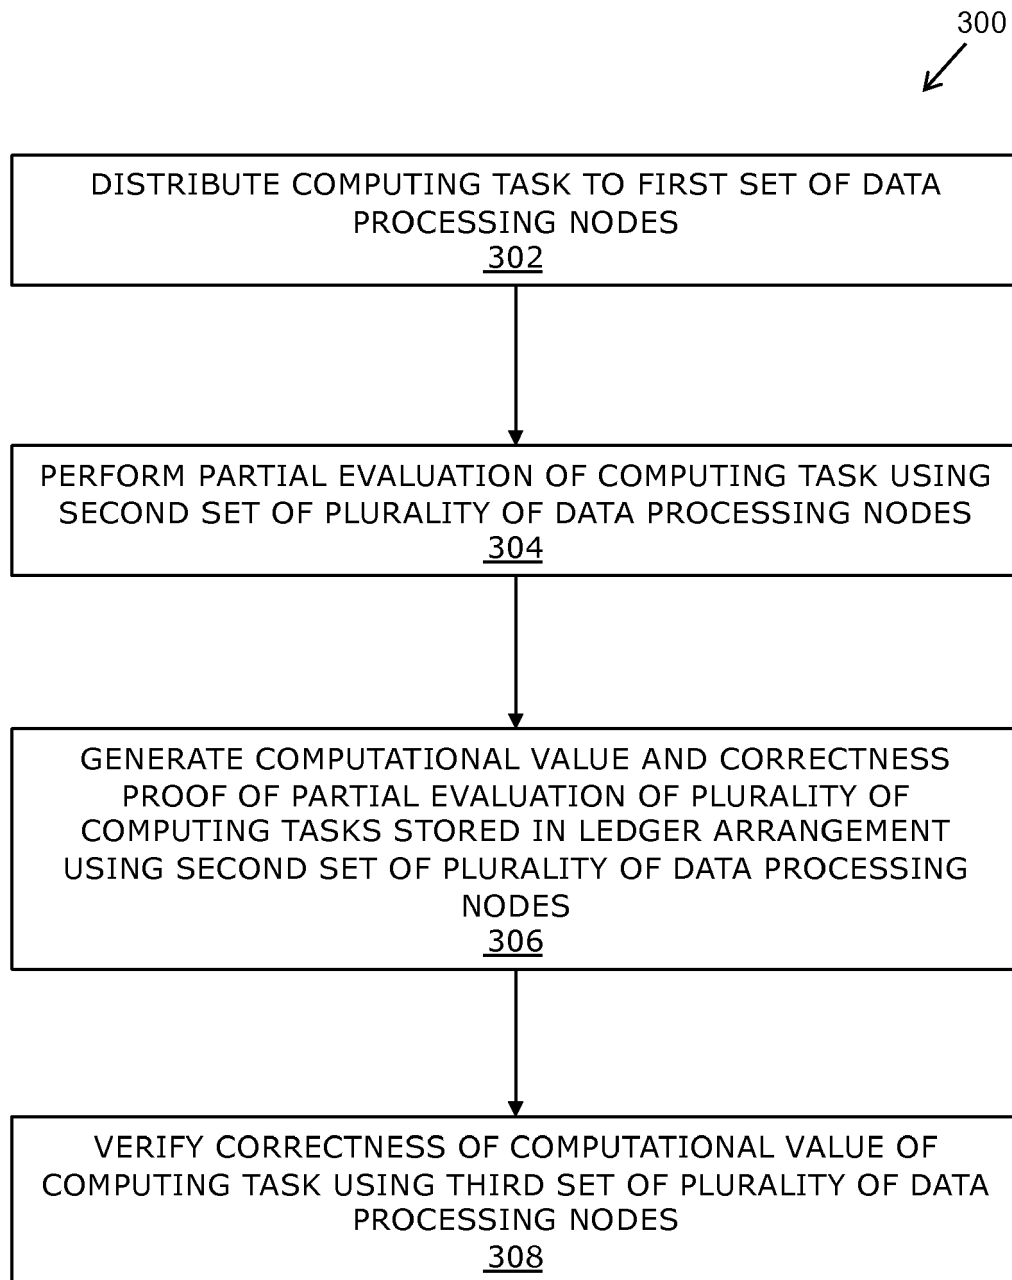 300
DISTRIBUTE COMPUTING TASK TO FIRST SET OF DATA
PROCESSING NODES
302
PERFORM PARTIAL EVALUATION OF COMPUTING TASK USING
SECOND SET OF PLURALITY OF DATA PROCESSING NODES
304
GENERATE COMPUTATIONAL VALUE AND CORRECTNESS
PROOF OF PARTIAL EVALUATION OF PLURALITY OF
COMPUTING TASKS STORED IN LEDGER ARRANGEMENT
USING SECOND SET OF PLURALITY OF DATA PROCESSING
NODES
306
VERIFY CORRECTNESS OF COMPUTATIONAL VALUE OF
COMPUTING TASK USING THIRD SET OF PLURALITY OF DATA
PROCESSING NODES
308